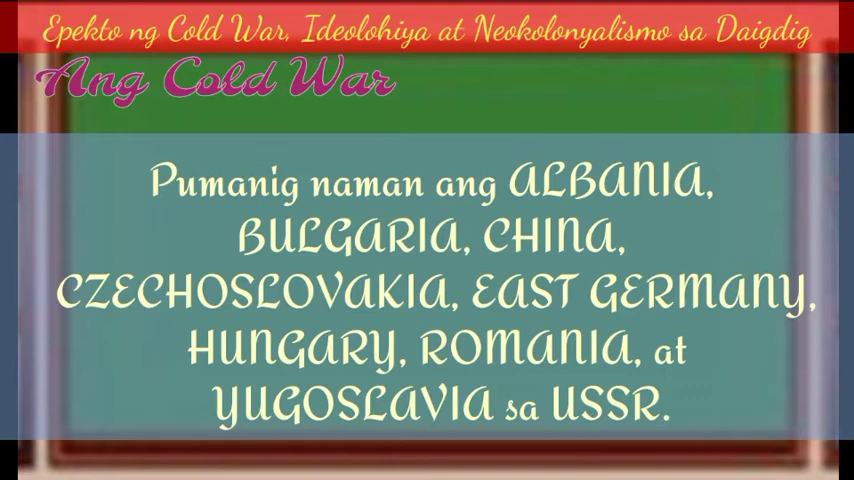 Epekto ng Cold War, Ideolohiya at Neokolonyalismo sa Daigdig
Ang Cold War
Pumanig naman ang ALBANIA,
BULGARIA, CHINA,
CZECHOSLOVAKIA, EAST GERMANY,
HUNGARY, ROMANIA, at
YUGOSLAVIA sa USSR.